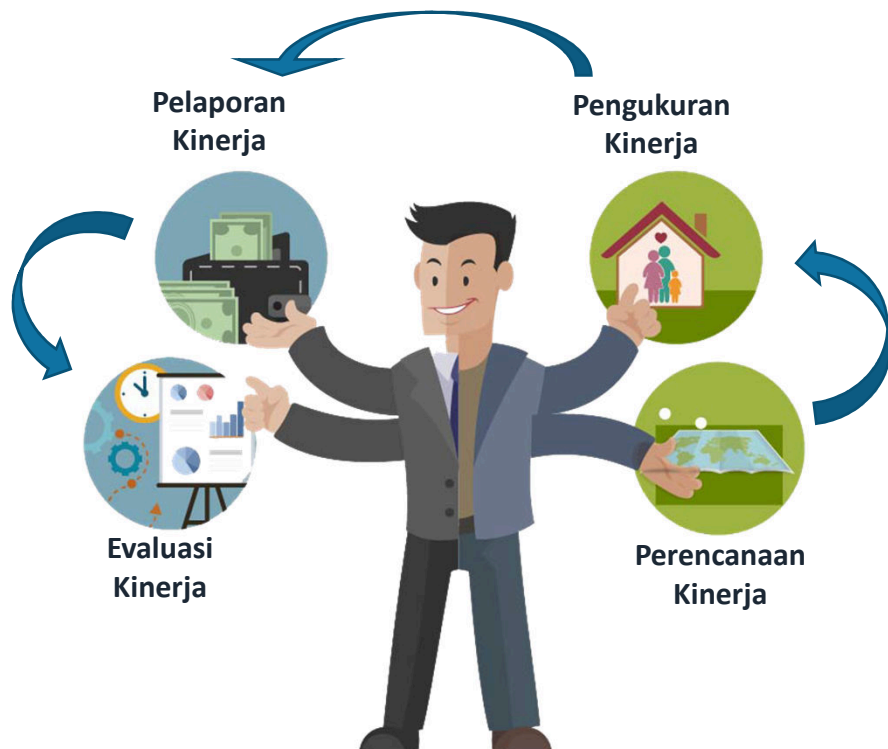 Pelaporan
Kinerja
Pengukuran
Kinerja
Evaluasi
Kinerja
Perencanaan
Kinerja